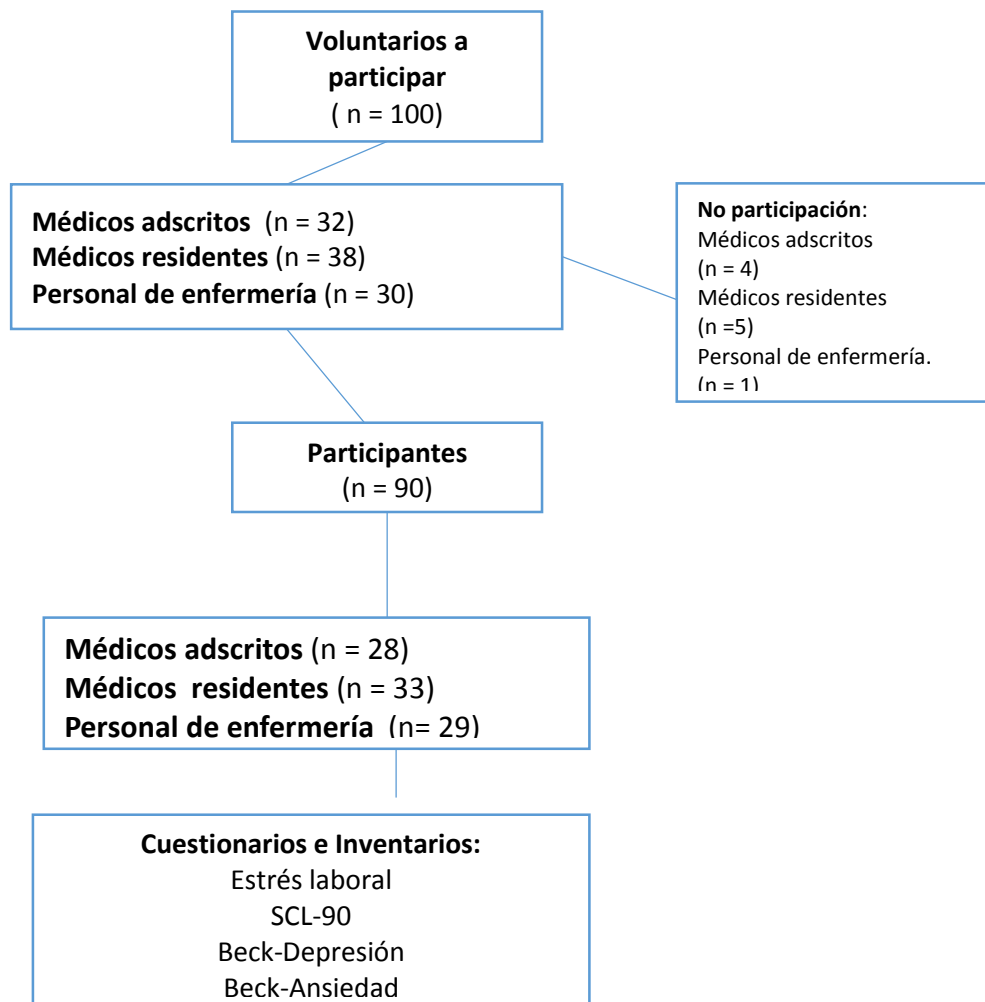 Voluntarios a
participar
( n = 100)
Médicos adscritos  (n = 32)
Médicos residentes (n = 38)
Personal de enfermería (n = 30)
No participación:
Médicos adscritos
(n = 4)
Médicos residentes
(n =5)
Personal de enfermería.
(n = 1)
Participantes
(n = 90)
Médicos adscritos (n = 28)
Médicos  residentes (n = 33)
Personal de enfermería  (n= 29)
Cuestionarios e Inventarios:
Estrés laboral
SCL-90
Beck-Depresión
Beck-Ansiedad